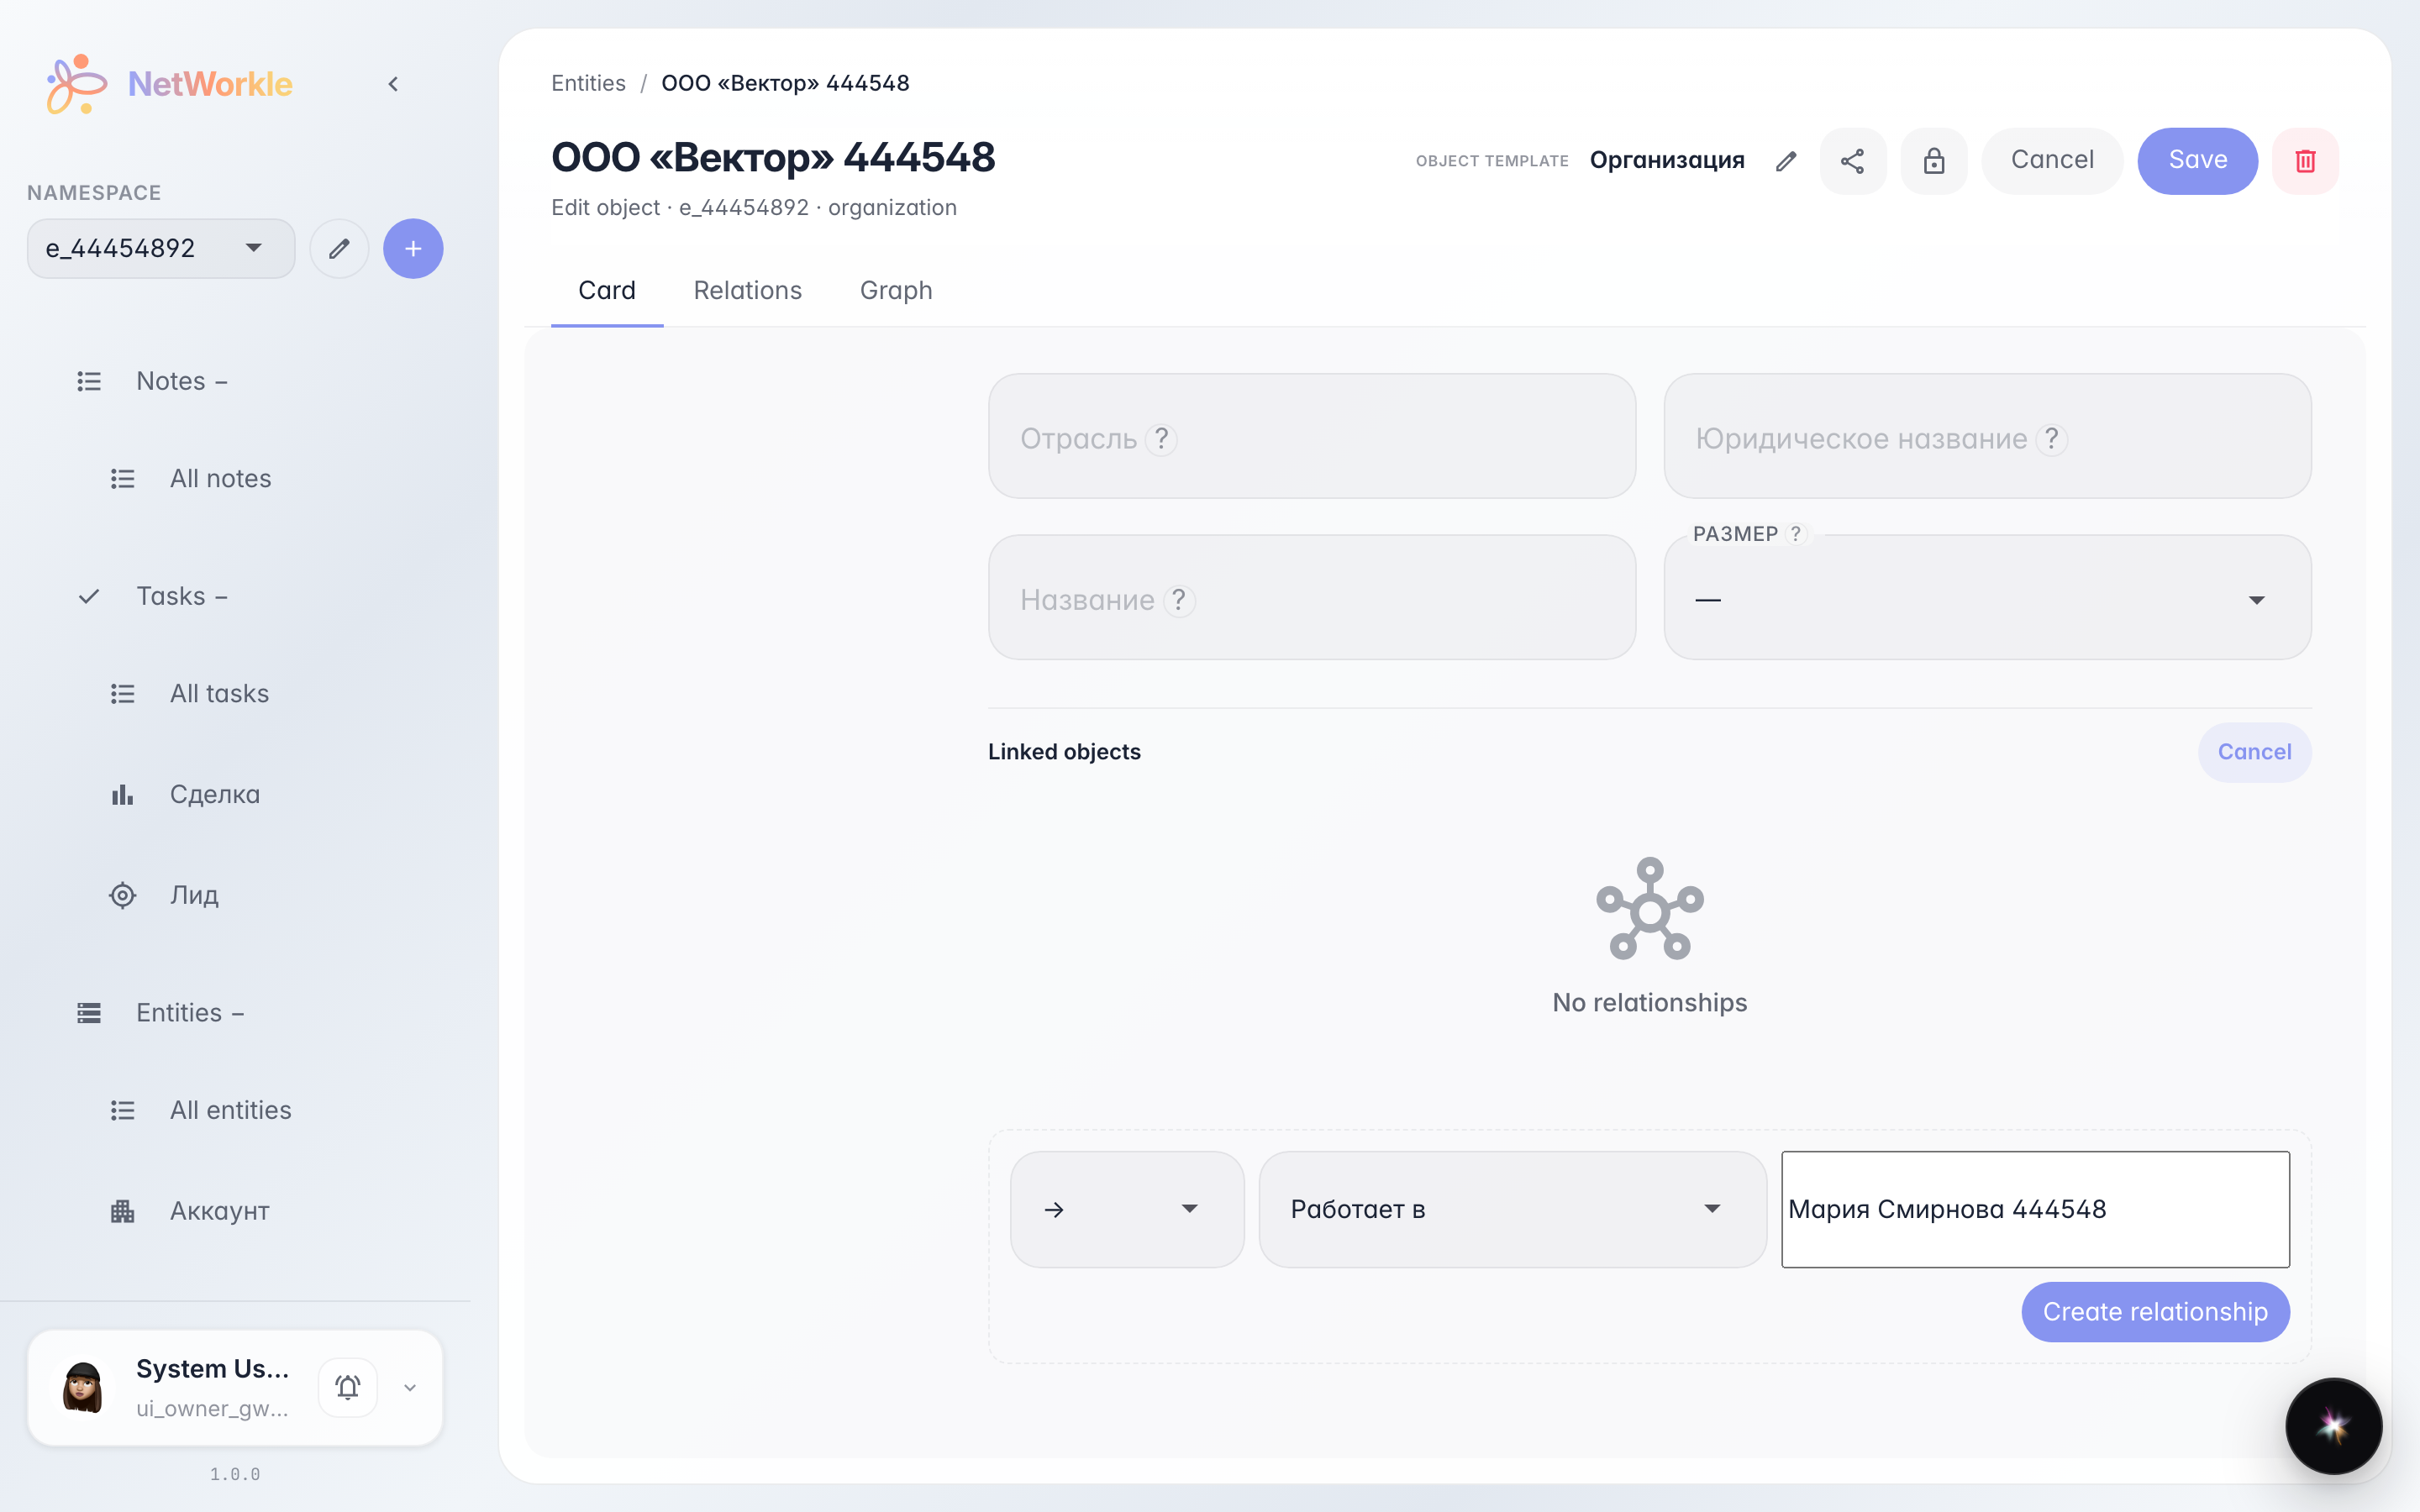 NetWorkle
NAMESPACE
e_44454892
Notes –
All notes
Tasks –
All tasks
Сделка
Лид
Entities –
All entities
Аккаунт
System Us...
ui_owner_gw...
1.0.0
Entities / ООО «Вектор» 444548
ООО «Вектор» 444548
Edit object · e_44454892 · organization
OBJECT TEMPLATE Организация
Cancel
Save
Card
Relations
Graph
Отрасль ?
Юридическое название ?
Название ?
РАЗМЕР ?
—
Linked objects
Cancel
No relationships
→
Работает в
Мария Смирнова 444548
Create relationship